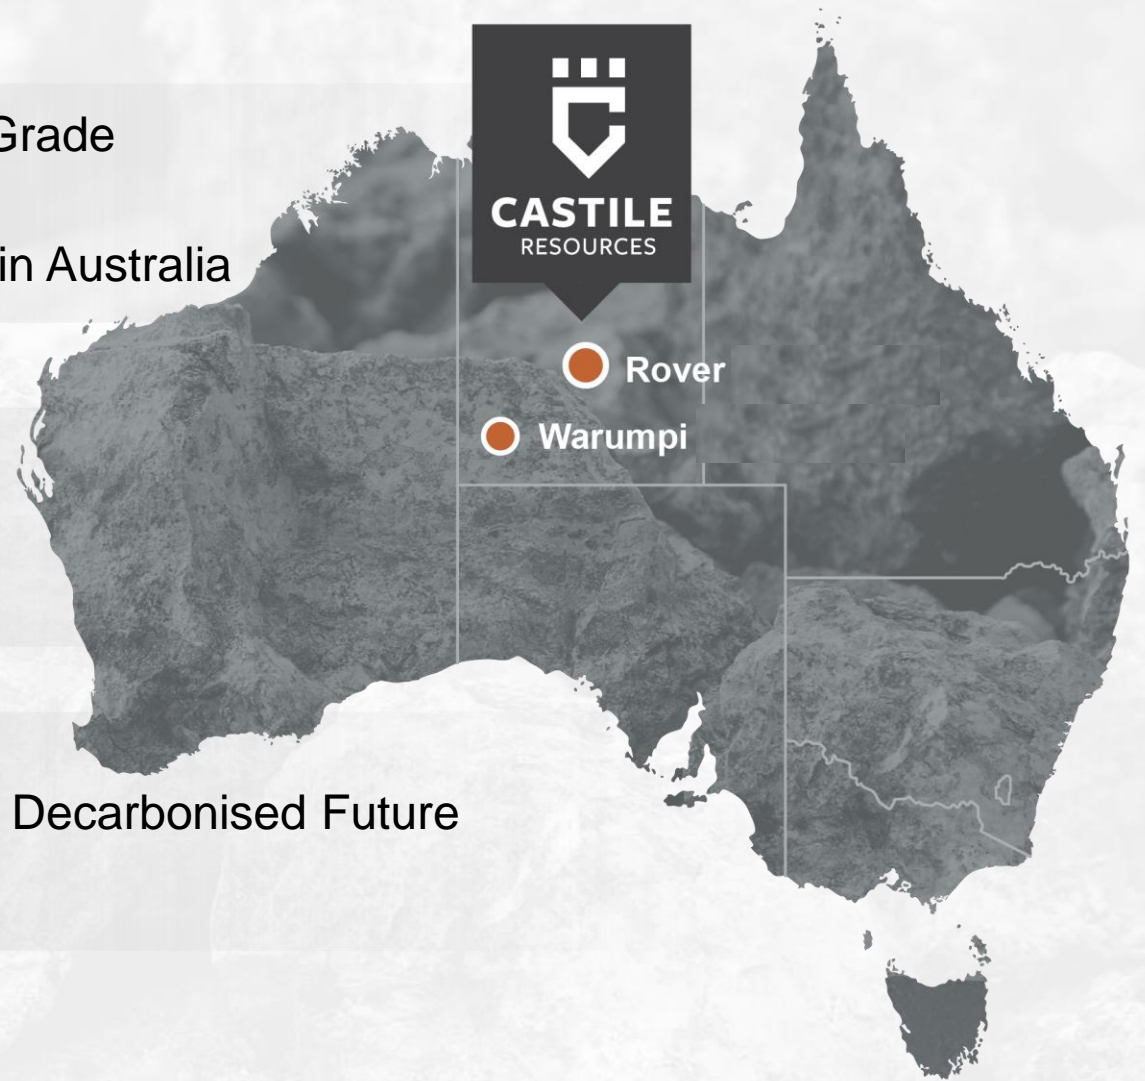 Grade
CASTILE
RESOURCES
in Australia
Rover
Warumpi
Decarbonised Future